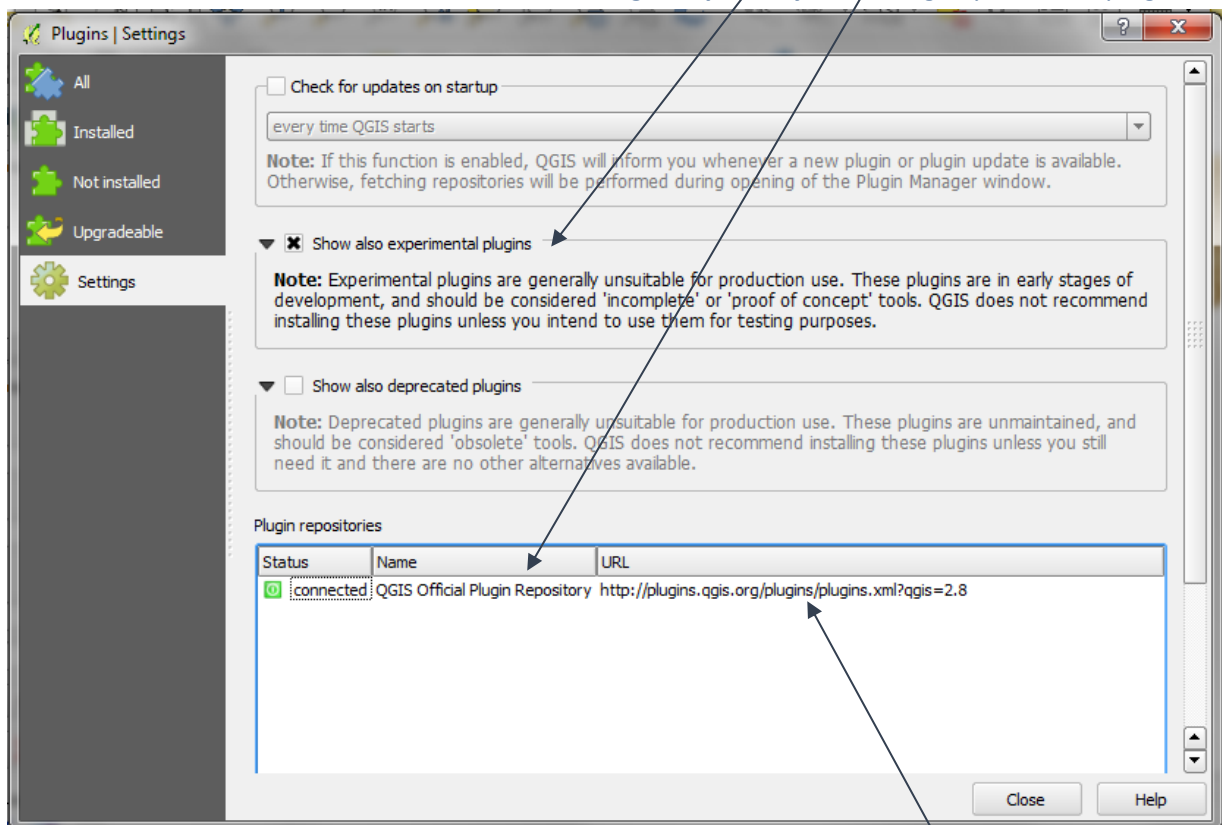 Plugins | Settings
All
Installed
Not installed
Upgradeable
Settings
Check for updates on startup
every time QGIS starts
Note: If this function is enabled, QGIS will inform you whenever a new plugin or plugin update is available.
Otherwise, fetching repositories will be performed during opening of the Plugin Manager window.
Show also experimental plugins
Note: Experimental plugins are generally unsuitable for production use. These plugins are in early stages of
development, and should be considered 'incomplete' or 'proof of concept' tools. QGIS does not recommend
installing these plugins unless you intend to use them for testing purposes.
Show also deprecated plugins
Note: Deprecated plugins are generally unsuitable for production use. These plugins are unmaintained, and
should be considered 'obsolete' tools. QGIS does not recommend installing these plugins unless you still
need it and there are no other alternatives available.
Plugin repositories
Status Name URL
connected QGIS Official Plugin Repository http://plugins.qgis.org/plugins/plugins.xml?qgis=2.8
Close Help